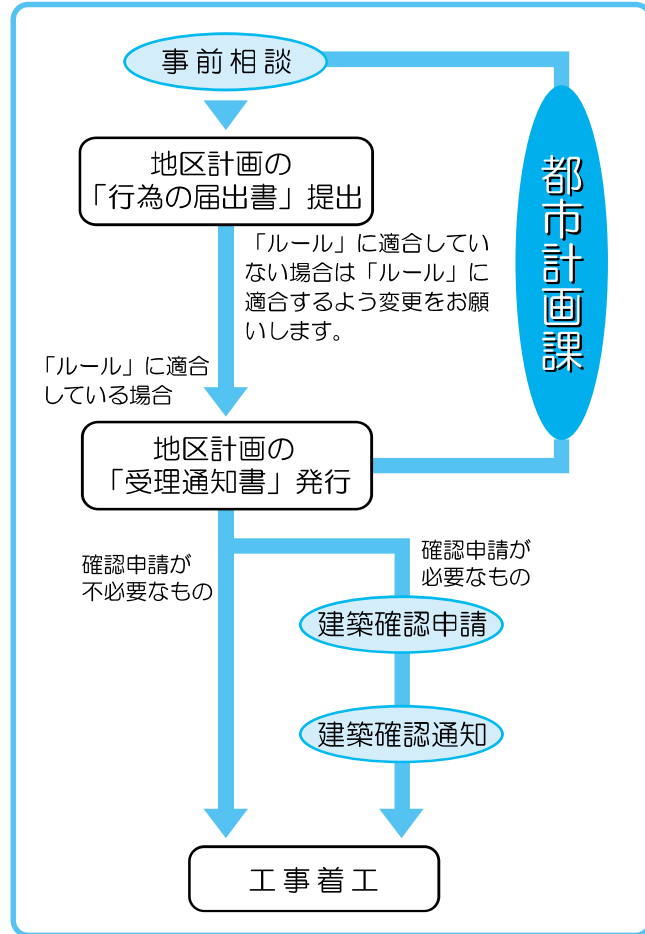 事前相談
地区計画の
「行為の届出書」提出
「ルール」に適合してい
ない場合は「ルール」に
適合するよう変更をお願
いします。
都市計画課
「ルール」に適合
している場合
地区計画の
「受理通知書」発行
確認申請が
不必要なもの
確認申請が
必要なもの
建築確認申請
建築確認通知
工事着工